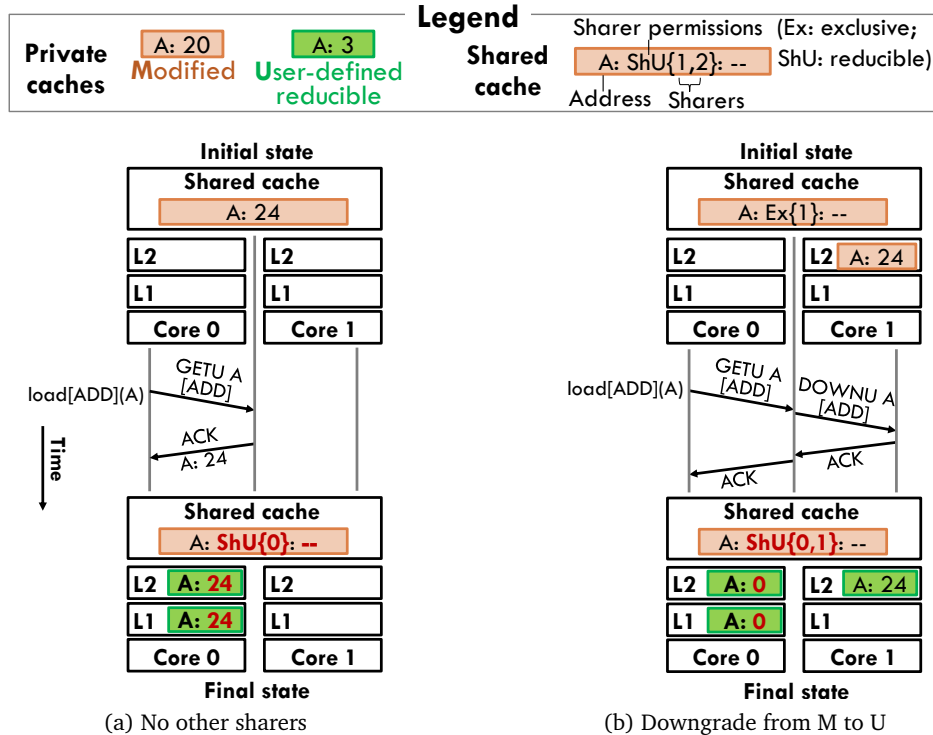 Legend
Private caches
A: 20
Modified
A: 3
User-defined reducible
Shared cache
Sharer permissions
(Ex: exclusive;
ShU: reducible)
A: ShU{1,2}: --
Address
Sharers
Initial state
Shared cache
A: 24
L2
L2
L1
L1
Core 0
Core 1
load[ADD](A)
GETU A
[ADD]
ACK
A: 24
Time
Shared cache
A: ShU{0}: --
L2 A: 24
L2
L1 A: 24
L1
Core 0
Core 1
Final state
(a) No other sharers
Initial state
Shared cache
A: Ex{1}: --
L2
L2 A: 24
L1
L1
Core 0
Core 1
load[ADD](A)
GETU A
[ADD]
DOWNU A
[ADD]
ACK
ACK
Shared cache
A: ShU{0,1}: --
L2 A: 0
L2 A: 24
L1 A: 0
L1
Core 0
Core 1
Final state
(b) Downgrade from M to U